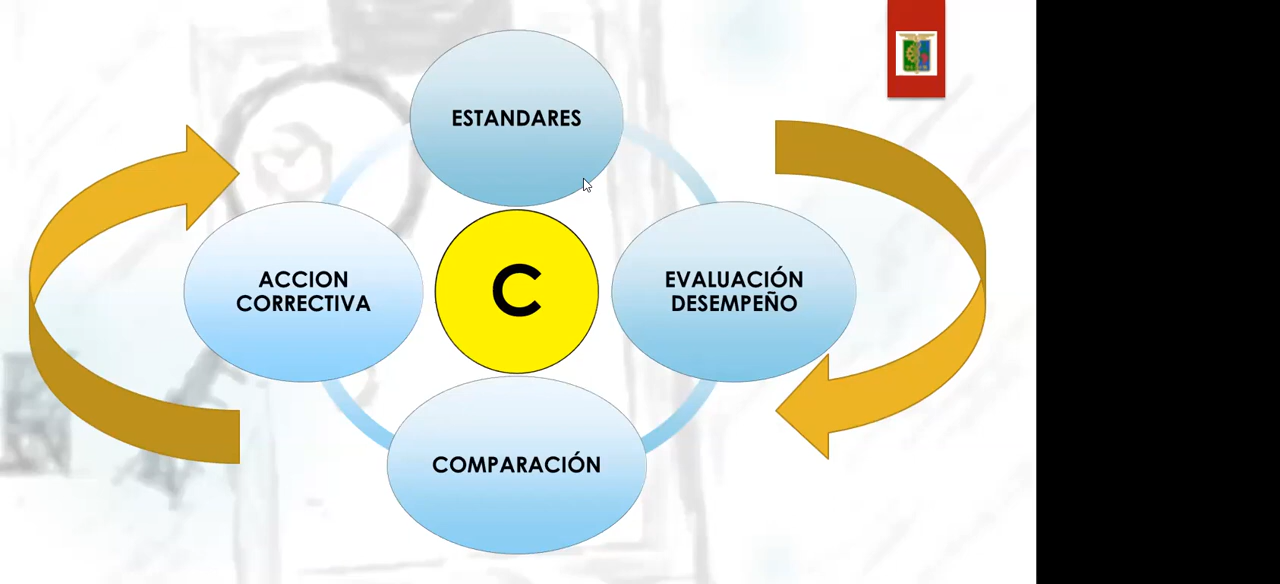 ESTANDARES
ACCION
CORRECTIVA
C
EVALUACIÓN
DESEMPEÑO
COMPARACIÓN